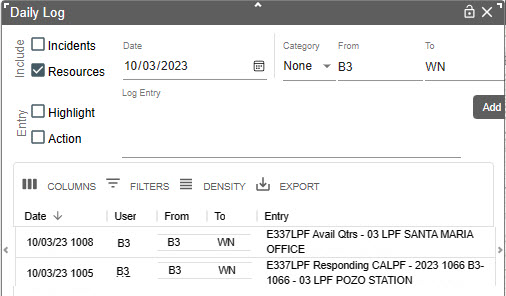 Daily Log
Include
Incidents
Resources
Date
10/03/2023
Category
None
From
B3
To
WN
Entry
Highlight
Action
Log Entry
Add
COLUMNS FILTERS DENSITY EXPORT
Date User From To Entry
10/03/23 1008 B3 B3 WN E337LPF Avail Qtrs - 03 LPF SANTA MARIA
OFFICE
10/03/23 1005 B3 B3 WN E337LPF Responding CALPF - 2023 1066 B3-
1066 - 03 LPF POZO STATION